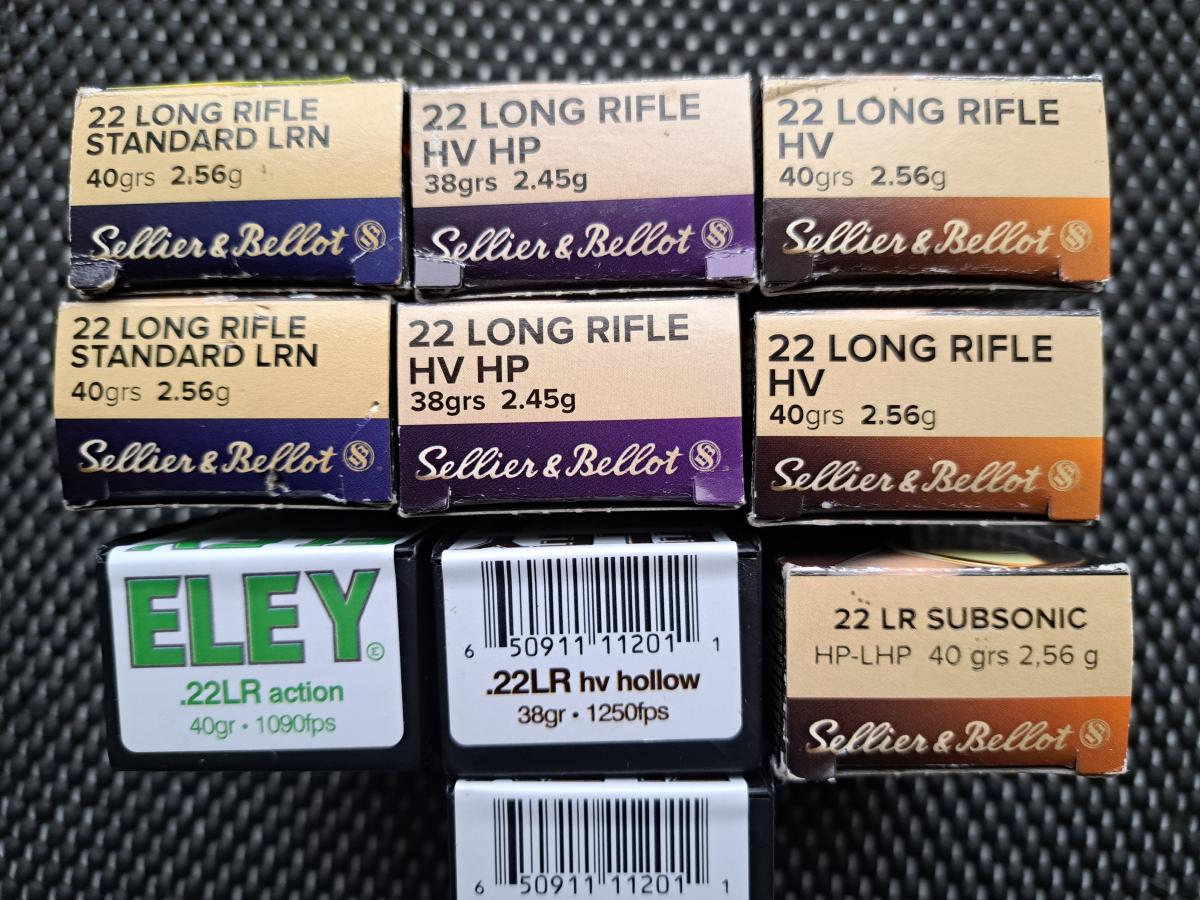 22 LONG RIFLE
STANDARD LRN
40grs 2.56g
Sellier & Bellot
22 LONG RIFLE
HV HP
38grs 2.45g
Sellier & Bellot
22 LONG RIFLE
HV
40grs 2.56g
Sellier & Bellot
22 LONG RIFLE
STANDARD LRN
40grs 2.56g
Sellier & Bellot
22 LONG RIFLE
HV HP
38grs 2.45g
Sellier & Bellot
22 LONG RIFLE
HV
40grs 2.56g
Sellier & Bellot
ELEY
.22LR action
40gr • 1090fps
6 50911 11201 1
.22LR hv hollow
38gr • 1250fps
22 LR SUBSONIC
HP-LHP 40 grs 2,56 g
Sellier & Bellot
6 50911 11201 1